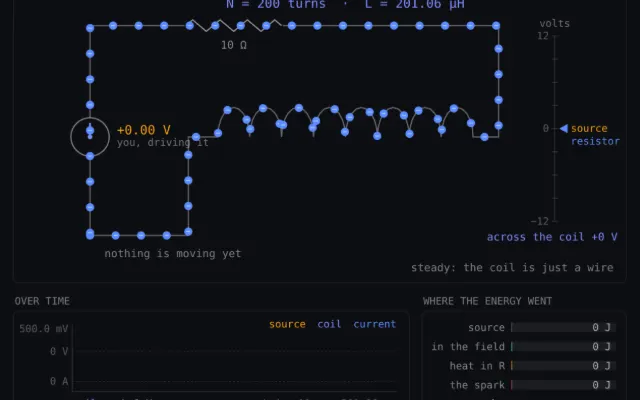 N = 200 turns · L = 201.06 µH
10 Ω
volts
12
+0.00 V
you, driving it
0
source
resistor
−12
across the coil +0 V
nothing is moving yet
steady: the coil is just a wire
OVER TIME
source coil current
500.0 mV
0 V
0 A
WHERE THE ENERGY WENT
source 0 J
in the field 0 J
heat in R 0 J
the spark 0 J